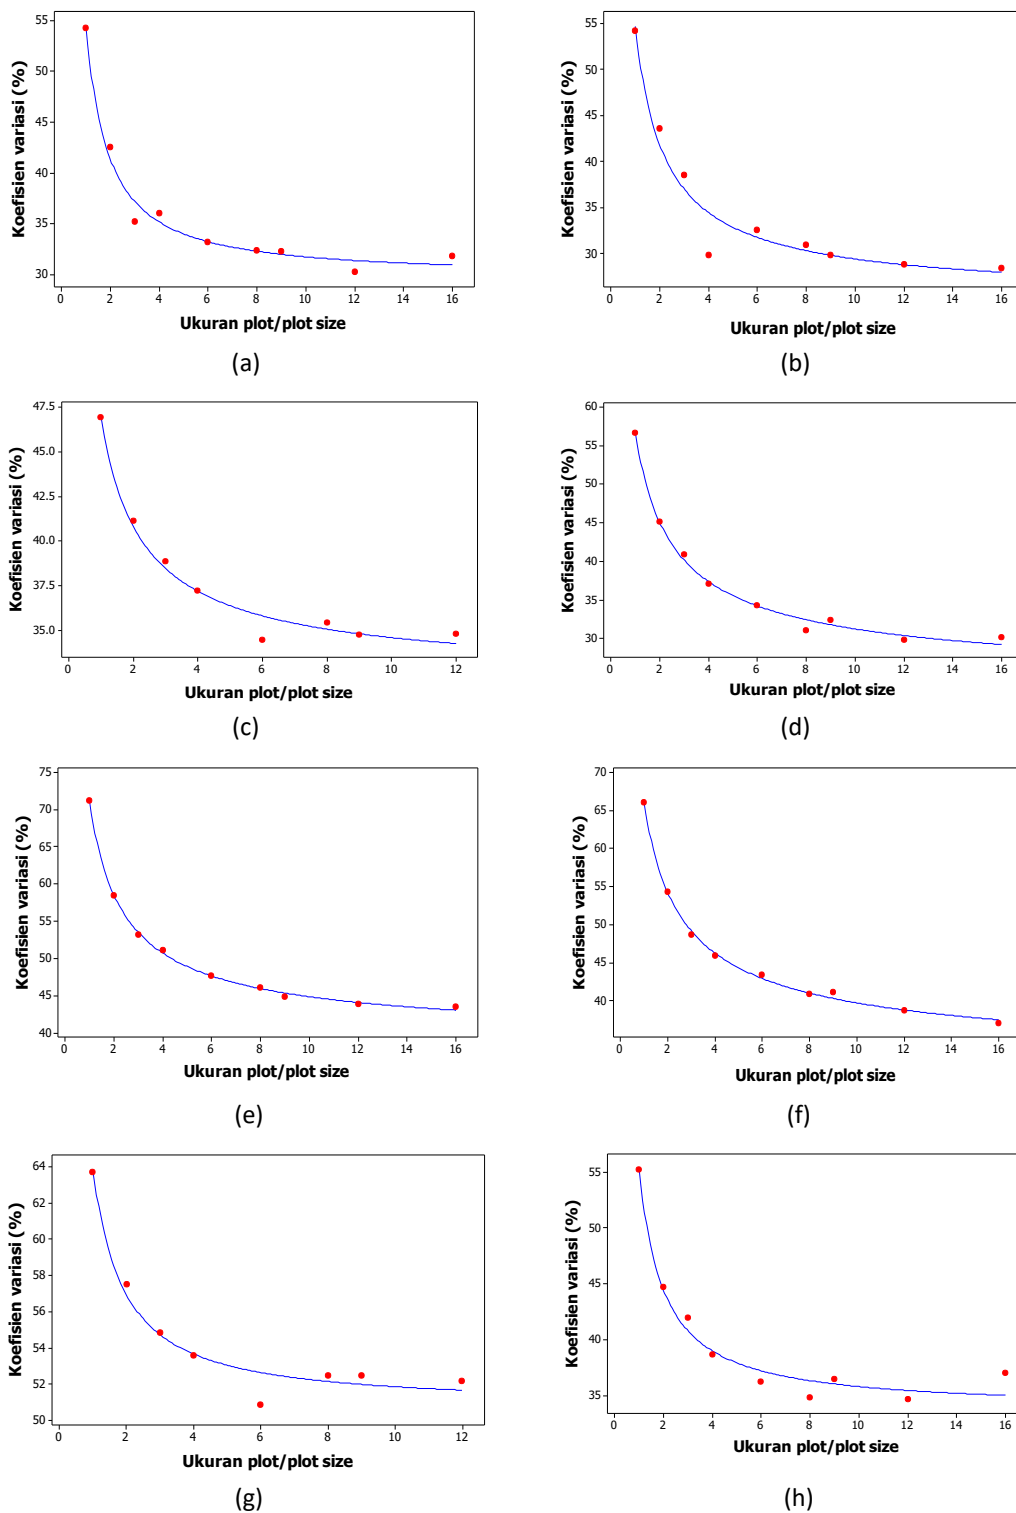 55
50
45
40
35
30
Koefisien variasi (%)
0 2 4 6 8 10 12 14 16
Ukuran plot/plot size
(a)
55
50
45
40
35
30
Koefisien variasi (%)
0 2 4 6 8 10 12 14 16
Ukuran plot/plot size
(b)
47.5
45.0
42.5
40.0
37.5
35.0
Koefisien variasi (%)
0 2 4 6 8 10 12
Ukuran plot/plot size
(c)
60
55
50
45
40
35
30
Koefisien variasi (%)
0 2 4 6 8 10 12 14 16
Ukuran plot/plot size
(d)
75
70
65
60
55
50
45
40
Koefisien variasi (%)
0 2 4 6 8 10 12 14 16
Ukuran plot/plot size
(e)
70
65
60
55
50
45
40
Koefisien variasi (%)
0 2 4 6 8 10 12 14 16
Ukuran plot/plot size
(f)
64
62
60
58
56
54
52
50
Koefisien variasi (%)
0 2 4 6 8 10 12
Ukuran plot/plot size
(g)
55
50
45
40
35
Koefisien variasi (%)
0 2 4 6 8 10 12 14 16
Ukuran plot/plot size
(h)